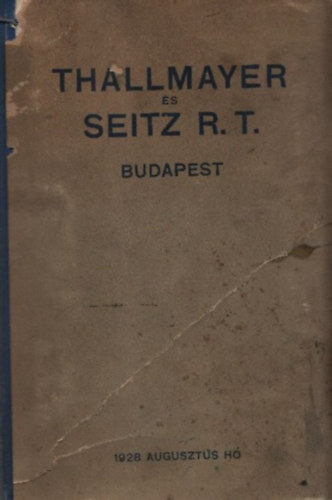 THALLMAYER
ÉS
SEITZ R. T.
BUDAPEST
1928 AUGUSZTUS HÓ